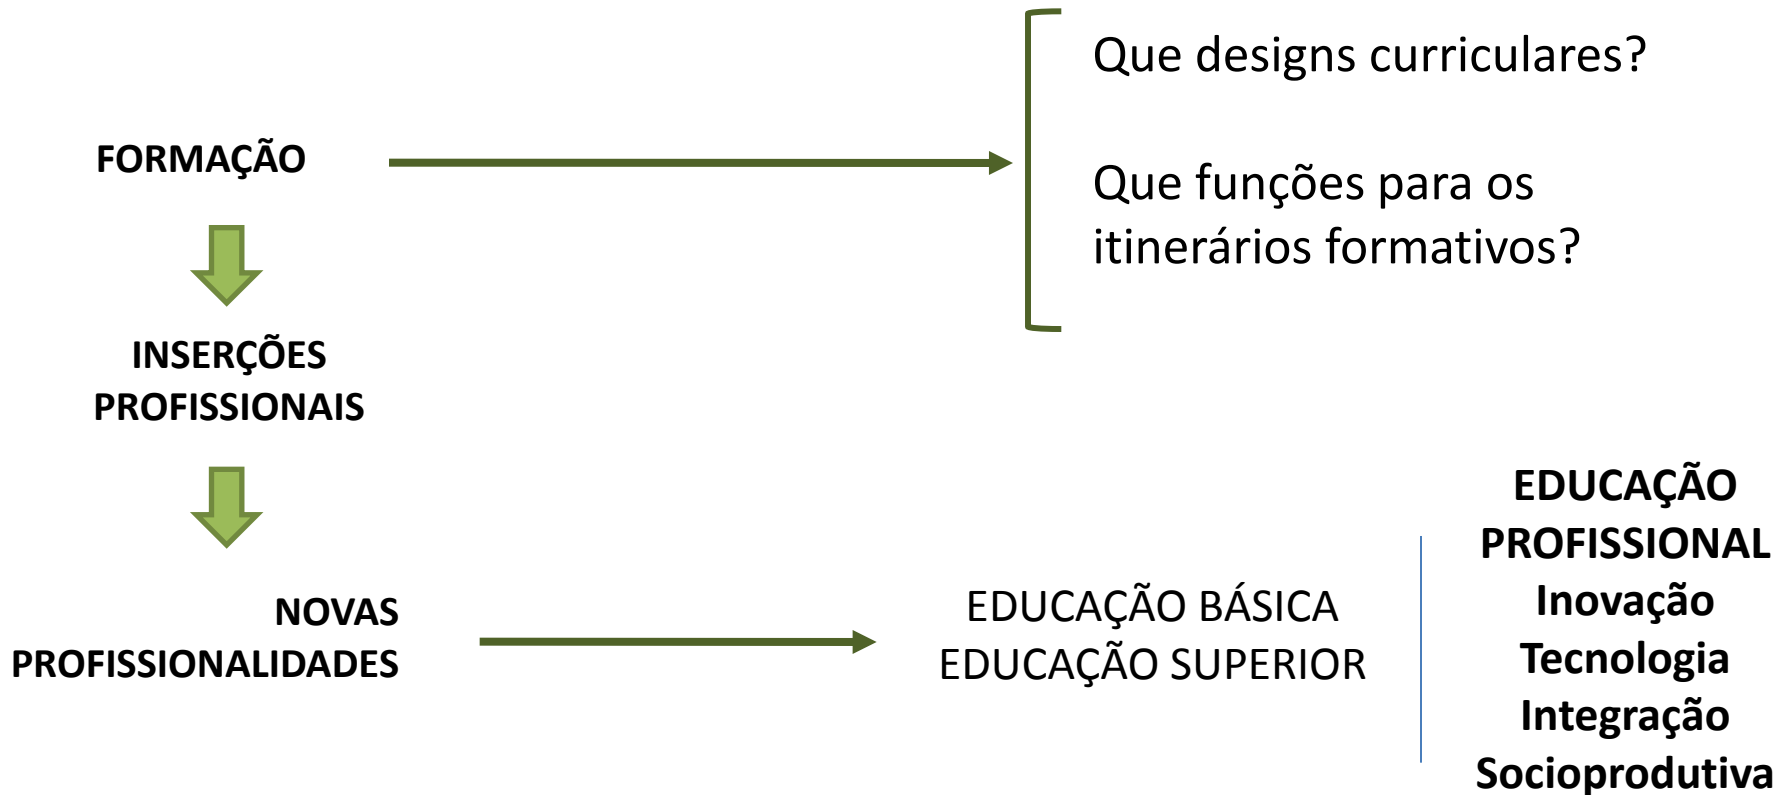 Que designs curriculares?
FORMAÇÃO
Que funções para os
itinerários formativos?
INSERÇÕES
PROFISSIONAIS
NOVAS
PROFISSIONALIDADES
EDUCAÇÃO BÁSICA
EDUCAÇÃO SUPERIOR
EDUCAÇÃO
PROFISSIONAL
Inovação
Tecnologia
Integração
Socioprodutiva